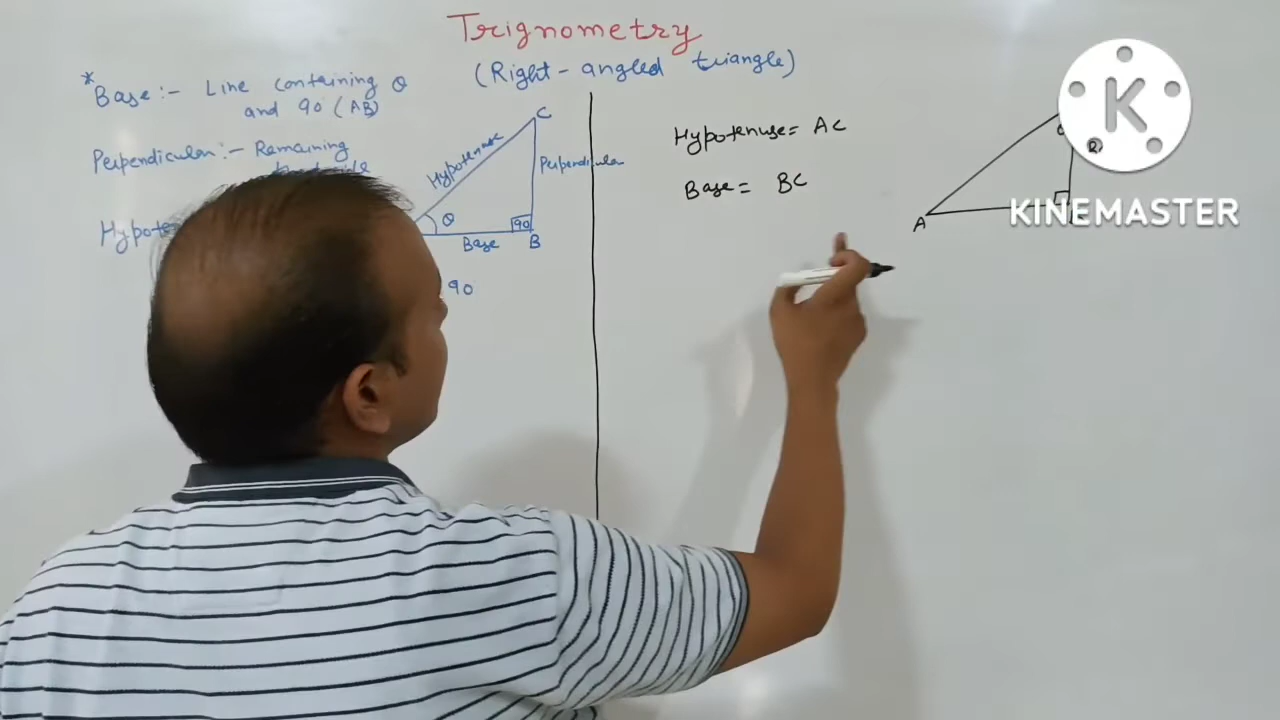 Trignometry
(Right-angled triangle)
* Base:- Line containing θ
and 90 (AB)
Perpendicular:- Remaining
Hypotenuse
Perpendicular
C
θ
90
Base
B
90
Hypotenuse= AC
Base= BC
A
K
KINEMASTER